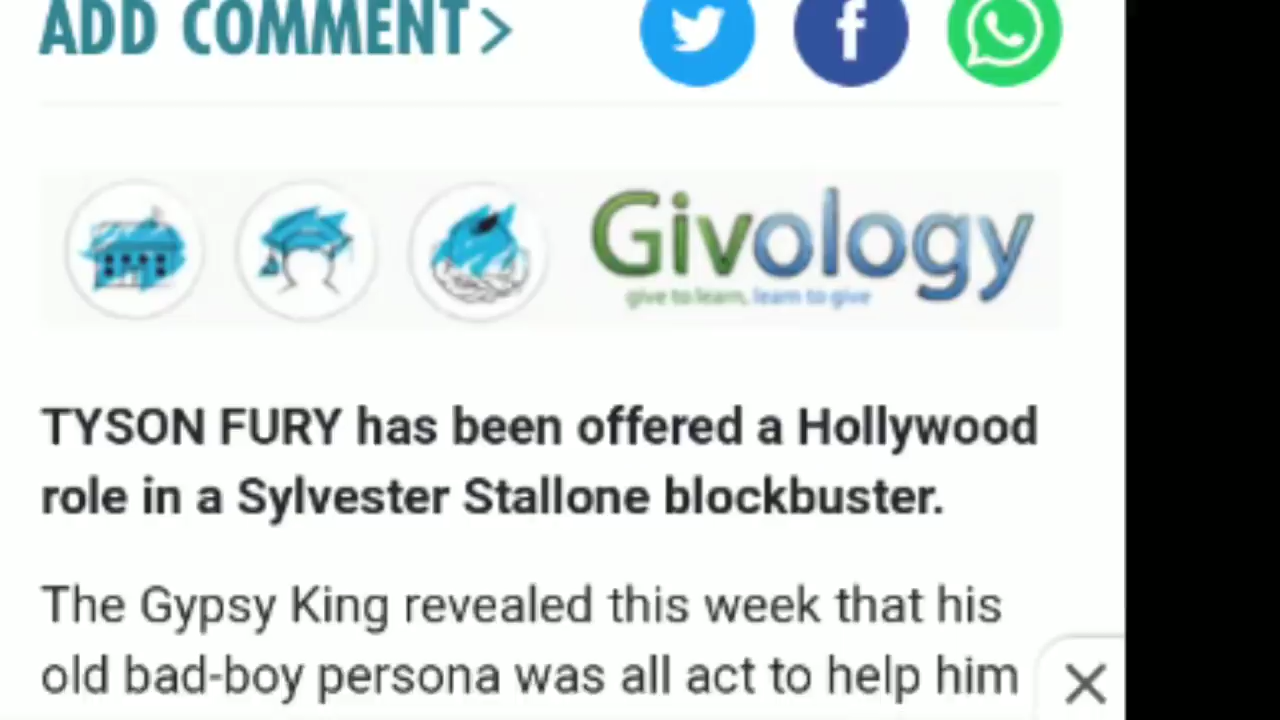 ADD COMMENT>
Givology
give to learn, learn to give
TYSON FURY has been offered a Hollywood
role in a Sylvester Stallone blockbuster.
The Gypsy King revealed this week that his
old bad-boy persona was all act to help him